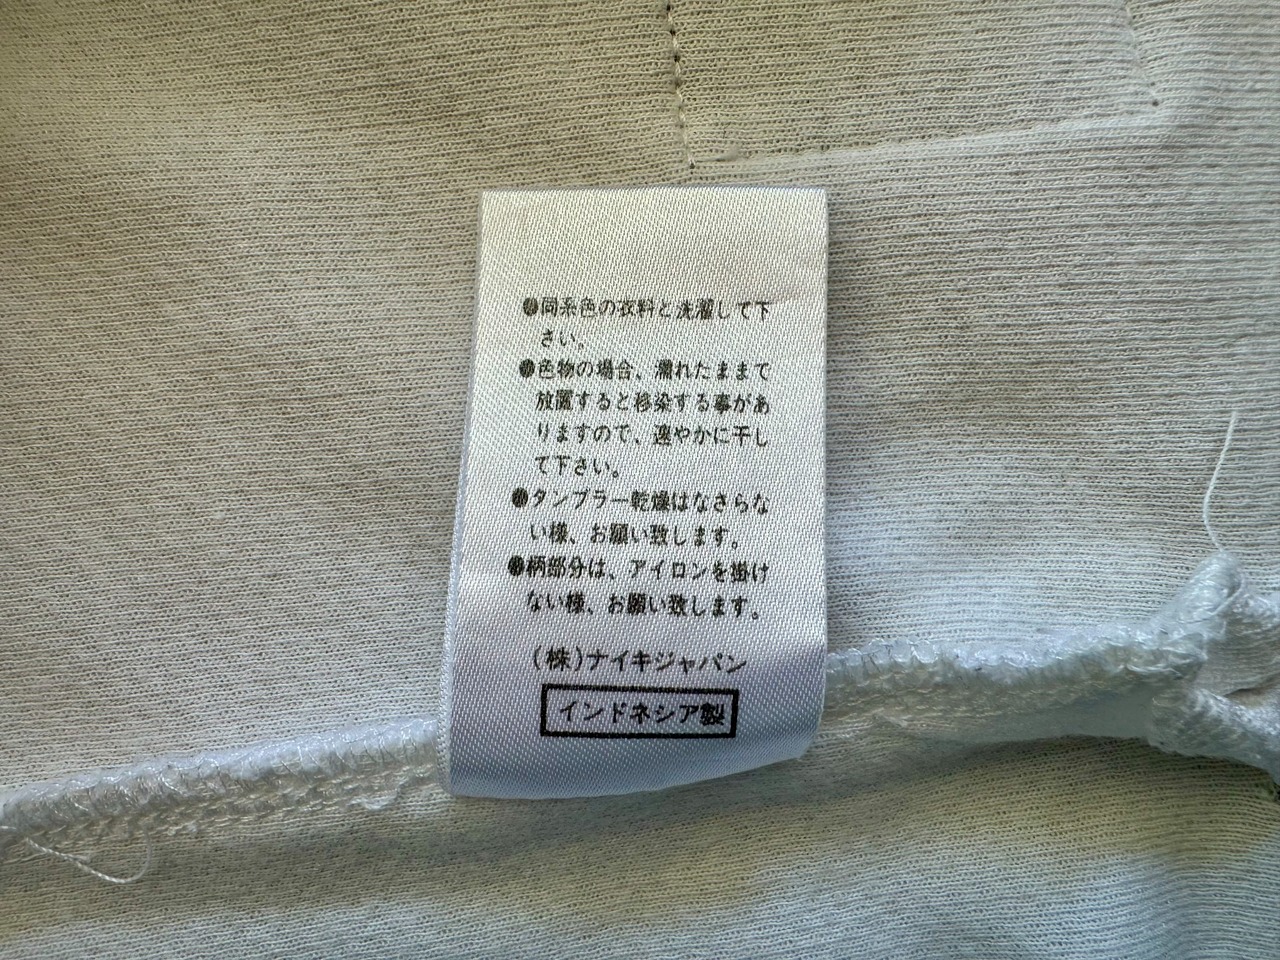 ●同系色の衣料と洗濯して下
さい。
●色物の場合、濡れたままで
放置すると移染する事があ
りますので、速やかに干し
て下さい。
●タンブラー乾燥はなさらな
い様、お願い致します。
●柄部分は、アイロンを掛け
ない様、お願い致します。
(株)ナイキジャパン
インドネシア製